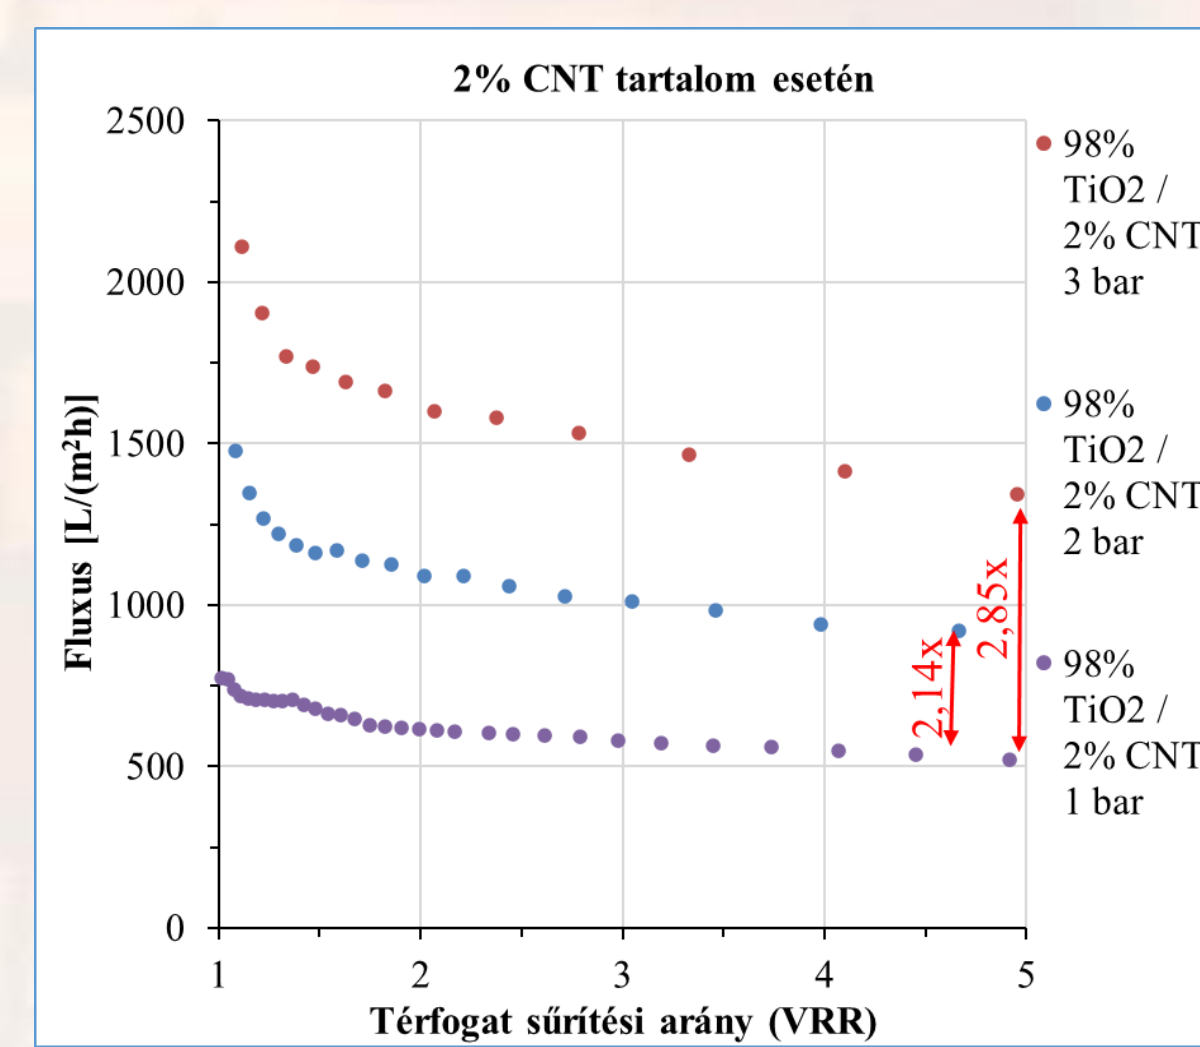 2% CNT tartalom esetén
2500
2000
1500
1000
500
0
Fluxus [L/(m²h)]
1 2 3 4 5
Térfogat sűrítési arány (VRR)
2,14x
2,85x
98%
TiO2 /
2% CNT
3 bar
98%
TiO2 /
2% CNT
2 bar
98%
TiO2 /
2% CNT
1 bar